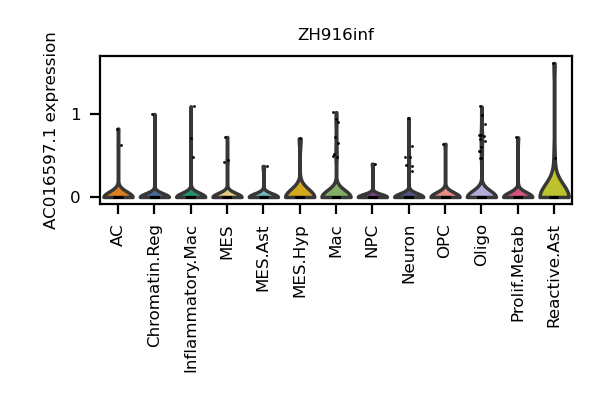 ZH916inf
AC016597.1 expression
1
0
AC
Chromatin.Reg
Inflammatory.Mac
MES
MES.Ast
MES.Hyp
Mac
NPC
Neuron
OPC
Oligo
Prolif.Metab
Reactive.Ast